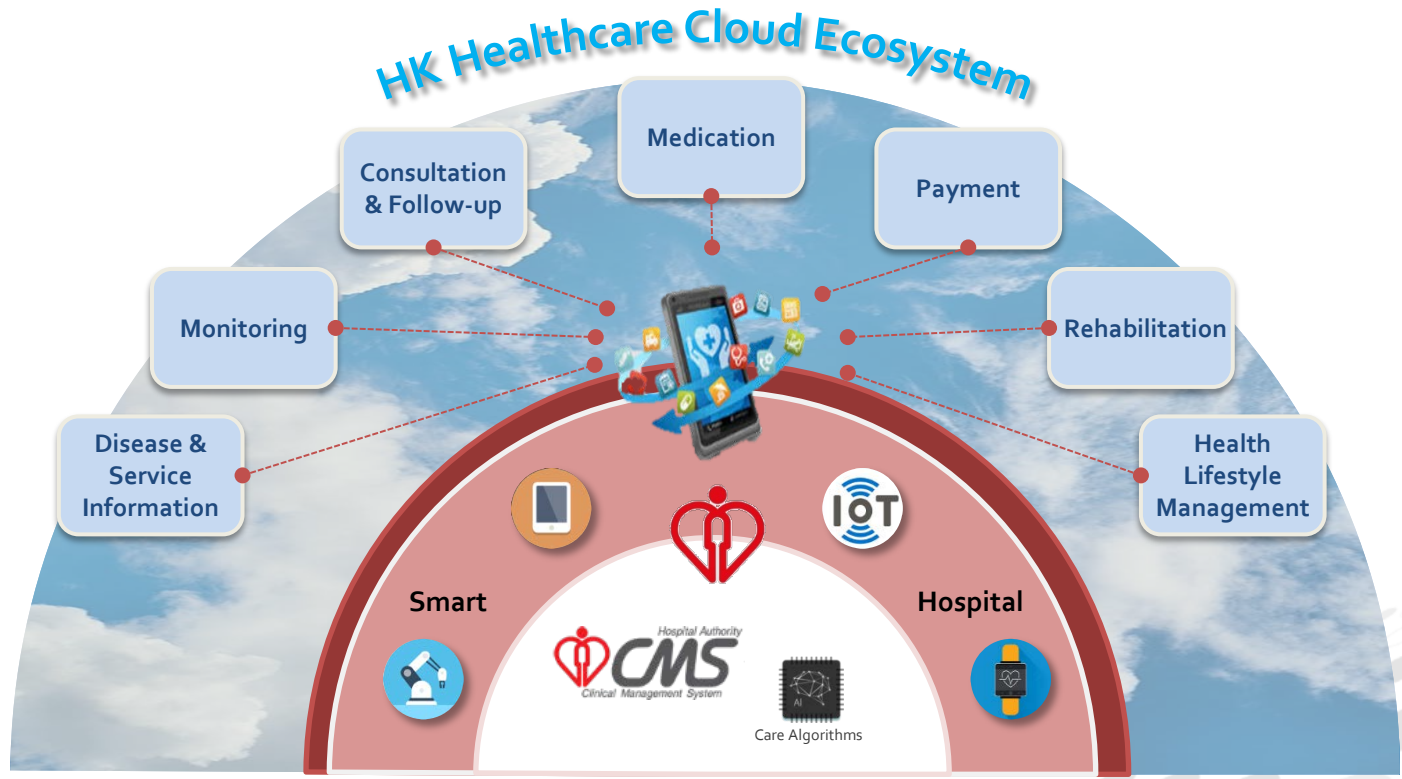 HK Healthcare Cloud Ecosystem
Medication
Consultation
& Follow-up
Payment
Monitoring
Rehabilitation
Disease &
Service
Information
Health
Lifestyle
Management
IoT
Smart
Hospital
Hospital Authority
CMS
Clinical Management System
AI
Care Algorithms